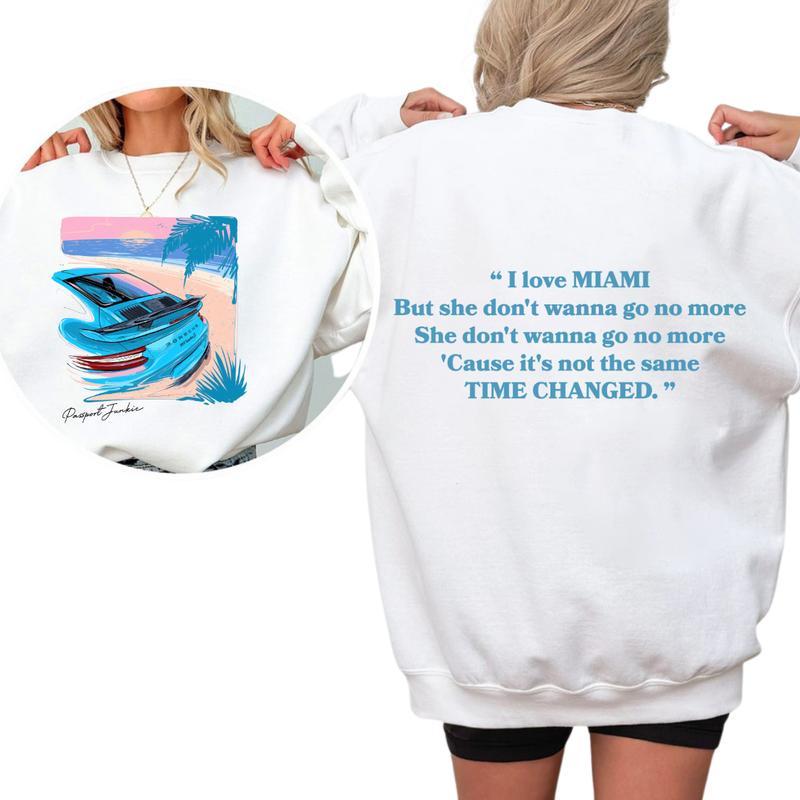 PORSCHE
Passport Junkie
“ I love MIAMI
But she don't wanna go no more
She don't wanna go no more
'Cause it's not the same
TIME CHANGED. ”